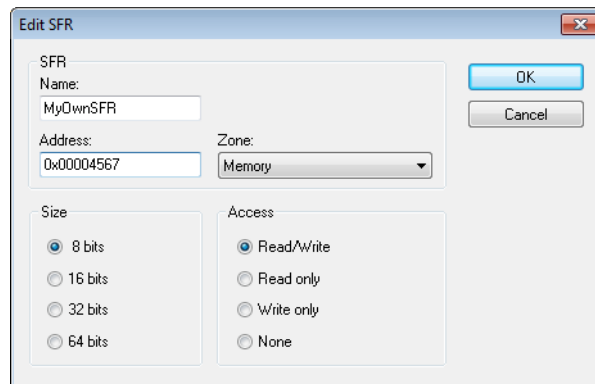 Edit SFR
SFR
Name:
MyOwnSFR
Address:
0x00004567
Zone:
Memory
OK
Cancel
Size
8 bits
16 bits
32 bits
64 bits
Access
Read/Write
Read only
Write only
None